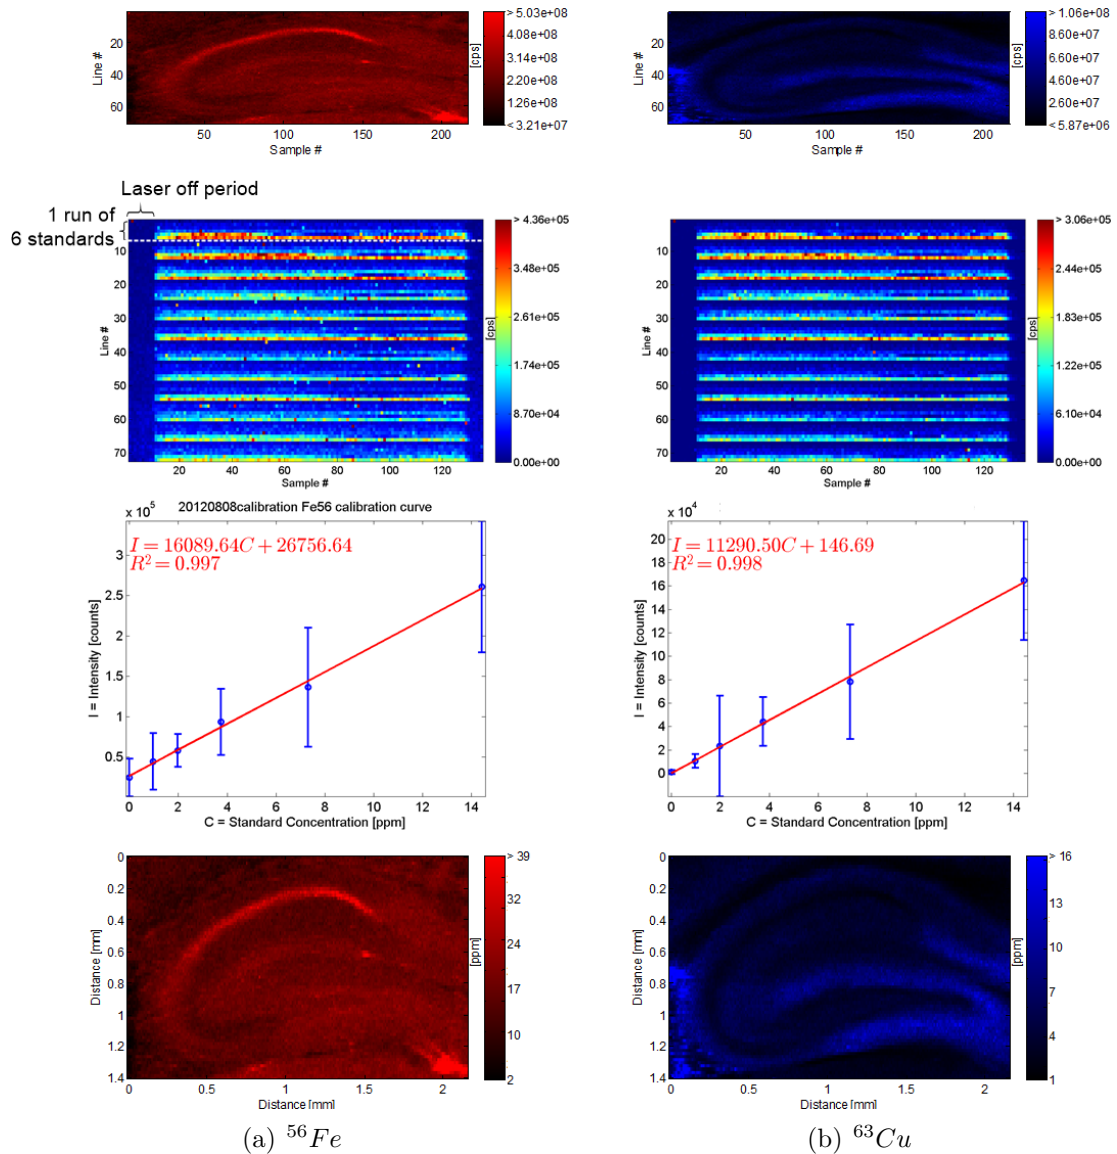 > 5.03e+08
4.08e+08
3.14e+08
2.20e+08
1.26e+08
< 3.21e+07
[cps]
20
40
60
Line #
50
100
150
200
Sample #
> 1.06e+08
8.60e+07
6.60e+07
4.60e+07
2.60e+07
< 5.87e+06
[cps]
20
40
60
Line #
50
100
150
200
Sample #
Laser off period
1 run of
6 standards
> 4.36e+05
3.48e+05
2.61e+05
1.74e+05
8.70e+04
0.00e+00
[cps]
10
20
30
40
50
60
70
Line #
20
40
60
80
100
120
Sample #
> 3.06e+05
2.44e+05
1.83e+05
1.22e+05
6.10e+04
0.00e+00
[cps]
10
20
30
40
50
60
70
Line #
20
40
60
80
100
120
Sample #
x 10^5
20120808calibration Fe56 calibration curve
I = 16089.64C + 26756.64
R² = 0.997
3
2.5
2
1.5
1
0.5
I = Intensity [counts]
0
2
4
6
8
10
12
14
C = Standard Concentration [ppm]
x 10^4
I = 11290.50C + 146.69
R² = 0.998
20
18
16
14
12
10
8
6
4
2
0
I = Intensity [counts]
0
2
4
6
8
10
12
14
C = Standard Concentration [ppm]
0
0.2
0.4
0.6
0.8
1
1.2
1.4
Distance [mm]
0
0.5
1
1.5
2
Distance [mm]
> 39
32
24
17
10
2
[ppm]
0
0.2
0.4
0.6
0.8
1
1.2
1.4
Distance [mm]
0
0.5
1
1.5
2
Distance [mm]
> 16
13
10
7
4
1
[ppm]
(a) ⁵⁶Fe
(b) ⁶³Cu